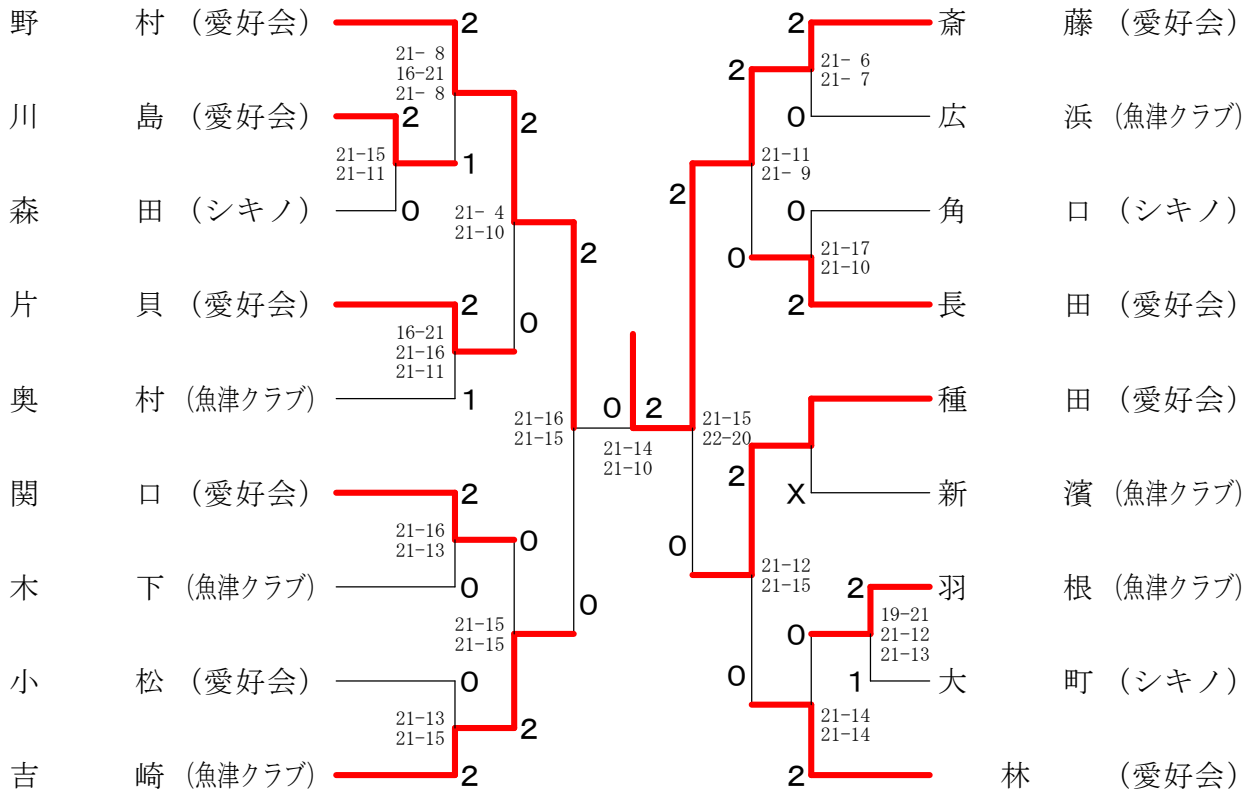 野村 (愛好会) 2
21- 8
16-21
21- 8
川島 (愛好会) 2
21-15
21-11
1
森田 (シキノ) 0
2
21- 4
21-10
片貝 (愛好会) 2
16-21
21-16
21-11
0
奥村 (魚津クラブ) 1
2
21-16
21-15
関口 (愛好会) 2
21-16
21-13
0
木下 (魚津クラブ) 0
21-15
21-15
0
小松 (愛好会) 0
21-13
21-15
2
吉崎 (魚津クラブ) 2
0 2
21-14
21-10
2 斎藤 (愛好会)
2
21- 6
21- 7
0 広浜 (魚津クラブ)
21-11
21- 9
2
0 角口 (シキノ)
0
21-17
21-10
2 長田 (愛好会)
21-15
22-20
種田 (愛好会)
2
X 新濱 (魚津クラブ)
0
21-12
21-15
2 羽根 (魚津クラブ)
19-21
21-12
21-13
0
1 大町 (シキノ)
0
21-14
21-14
2 林 (愛好会)